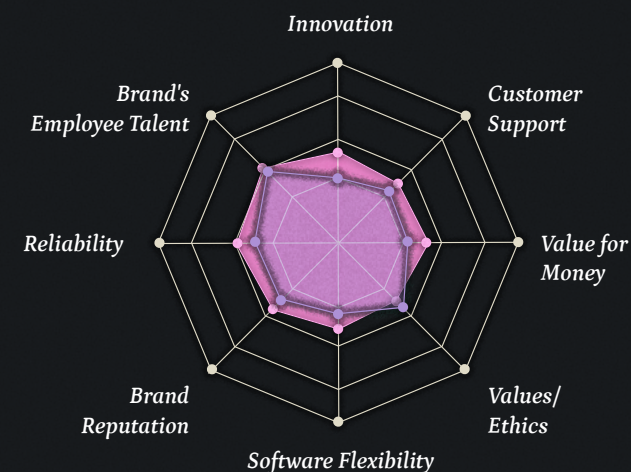 Innovation
Brand's
Employee Talent
Customer
Support
Reliability
Value for
Money
Brand
Reputation
Values/
Ethics
Software Flexibility